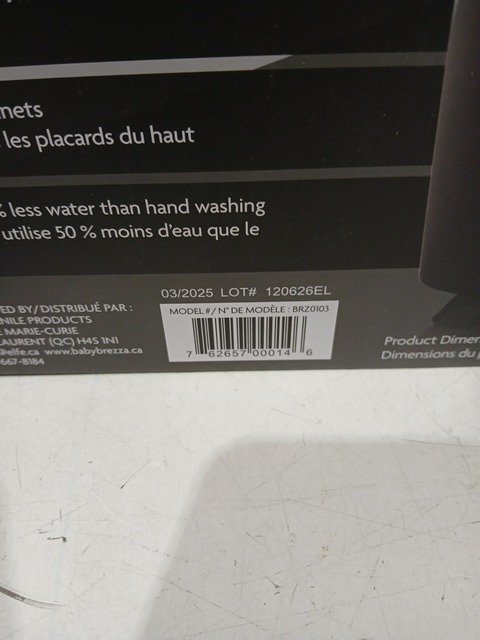 nets
les placards du haut
% less water than hand washing
utilise 50 % moins d'eau que le
03/2025 LOT# 120626EL
MODEL #/ N° DE MODÈLE : BRZ0103
7 62657 00014 6
ED BY/DISTRIBUÉ PAR :
NILE PRODUCTS
MARIE-CURIE
AURENT (QC) H4S 1N1
@elfe.ca www.babybrezza.ca
667-8184
Product Dimen
Dimensions du p